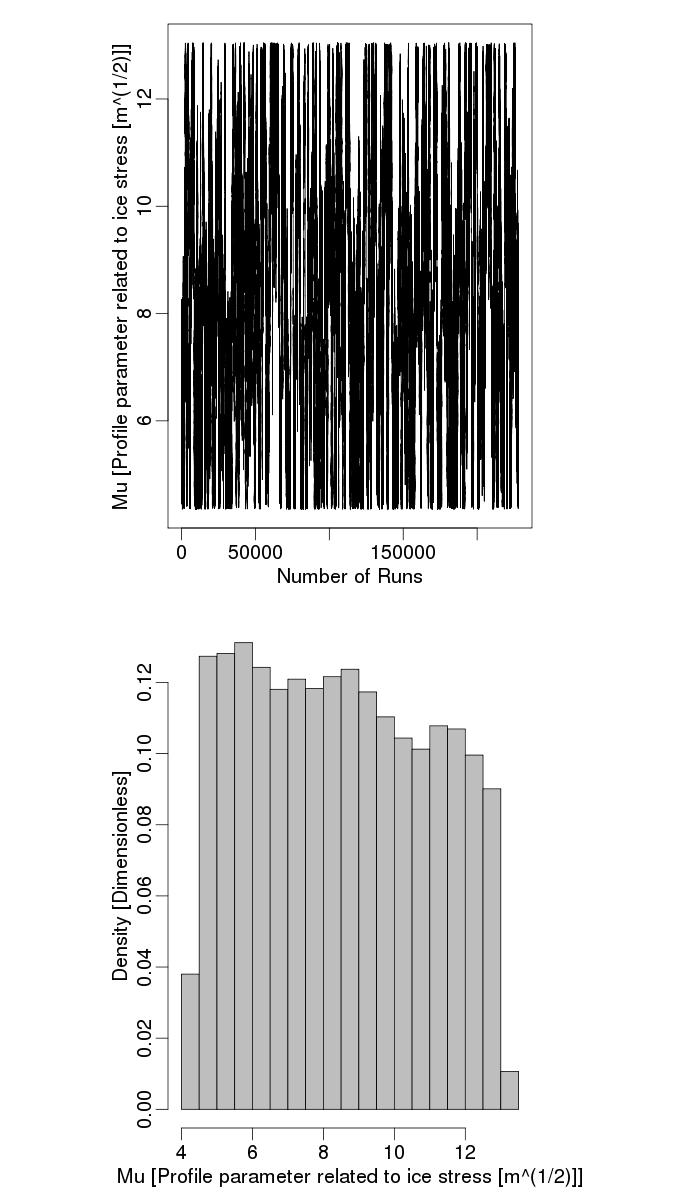 Mu [Profile parameter related to ice stress [m^(1/2)]]
12
10
8
6
0 50000 150000
Number of Runs
Density [Dimensionless]
0.12
0.10
0.08
0.06
0.04
0.02
0.00
4 6 8 10 12
Mu [Profile parameter related to ice stress [m^(1/2)]]